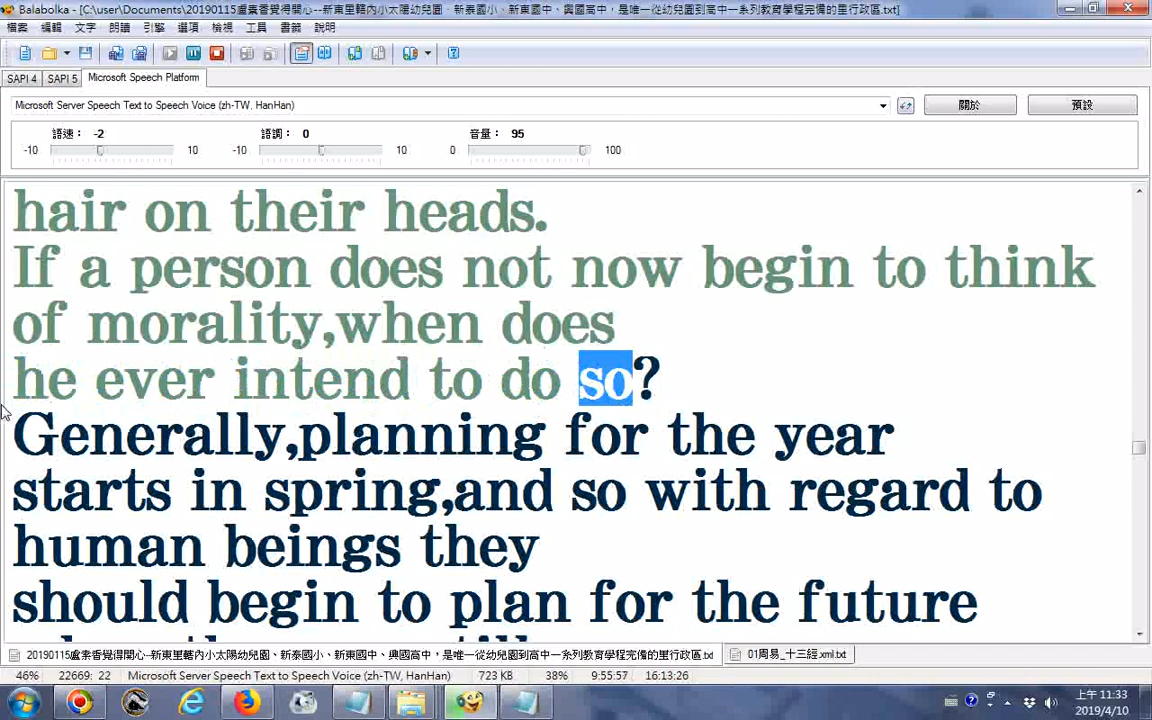 Balabolka - [C:\user\Documents\20190115盧素香覺得開心--新東里轄內小太陽幼兒園、新泰國小、新東國中、興國高中，是唯一從幼兒園到高中一系列教育學程完備的里行政區.txt]
檔案 編輯 文字 朗讀 引擎 選項 檢視 工具 書籤 說明
SAPI 4 SAPI 5 Microsoft Speech Platform
Microsoft Server Speech Text to Speech Voice (zh-TW, HanHan) 關於 預設
語速： -2 語調： 0 音量： 95
-10 10 -10 10 0 100
hair on their heads.
If a person does not now begin to think
of morality,when does
he ever intend to do so?
Generally,planning for the year
starts in spring,and so with regard to
human beings they
should begin to plan for the future
20190115盧素香覺得開心--新東里轄內小太陽幼兒園、新泰國小、新東國中、興國高中，是唯一從幼兒園到高中一系列教育學程完備的里行政區.txt 01周易_十三經.xml.txt
46% 22669: 22 Microsoft Server Speech Text to Speech Voice (zh-TW, HanHan) 723 KB 38% 9:55:57 16:13:26
上午 11:33
2019/4/10